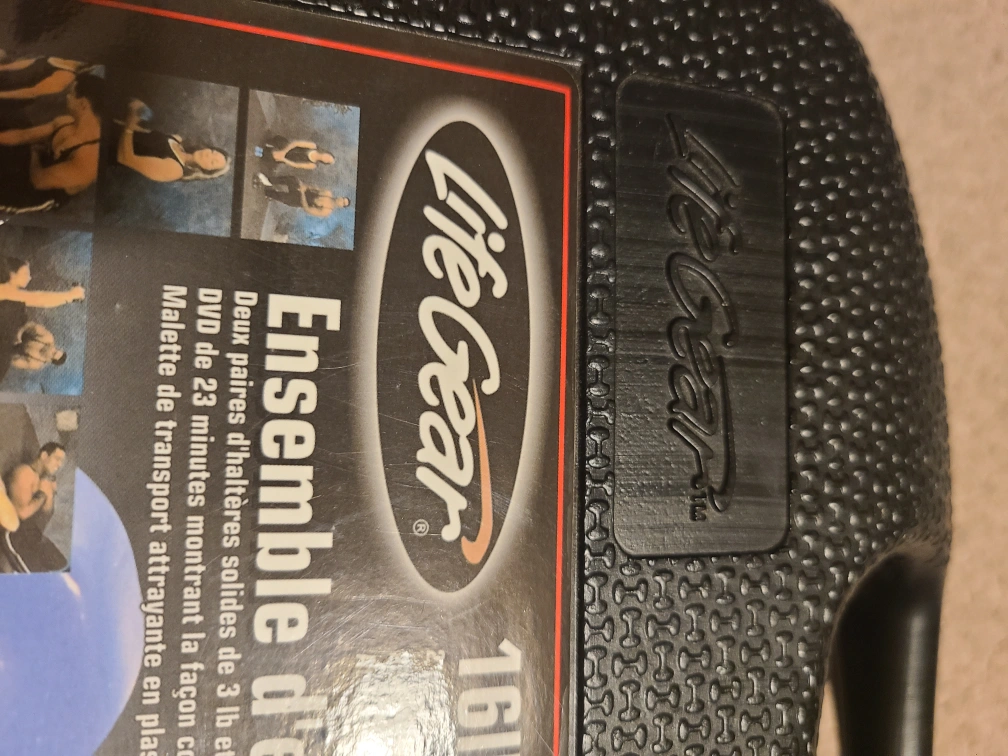 LifeGear™
LifeGear®
Ensemble
Deux paires d'haltères solides de 3 lb
DVD de 23 minutes montrant la façon
Malette de transport attrayante en